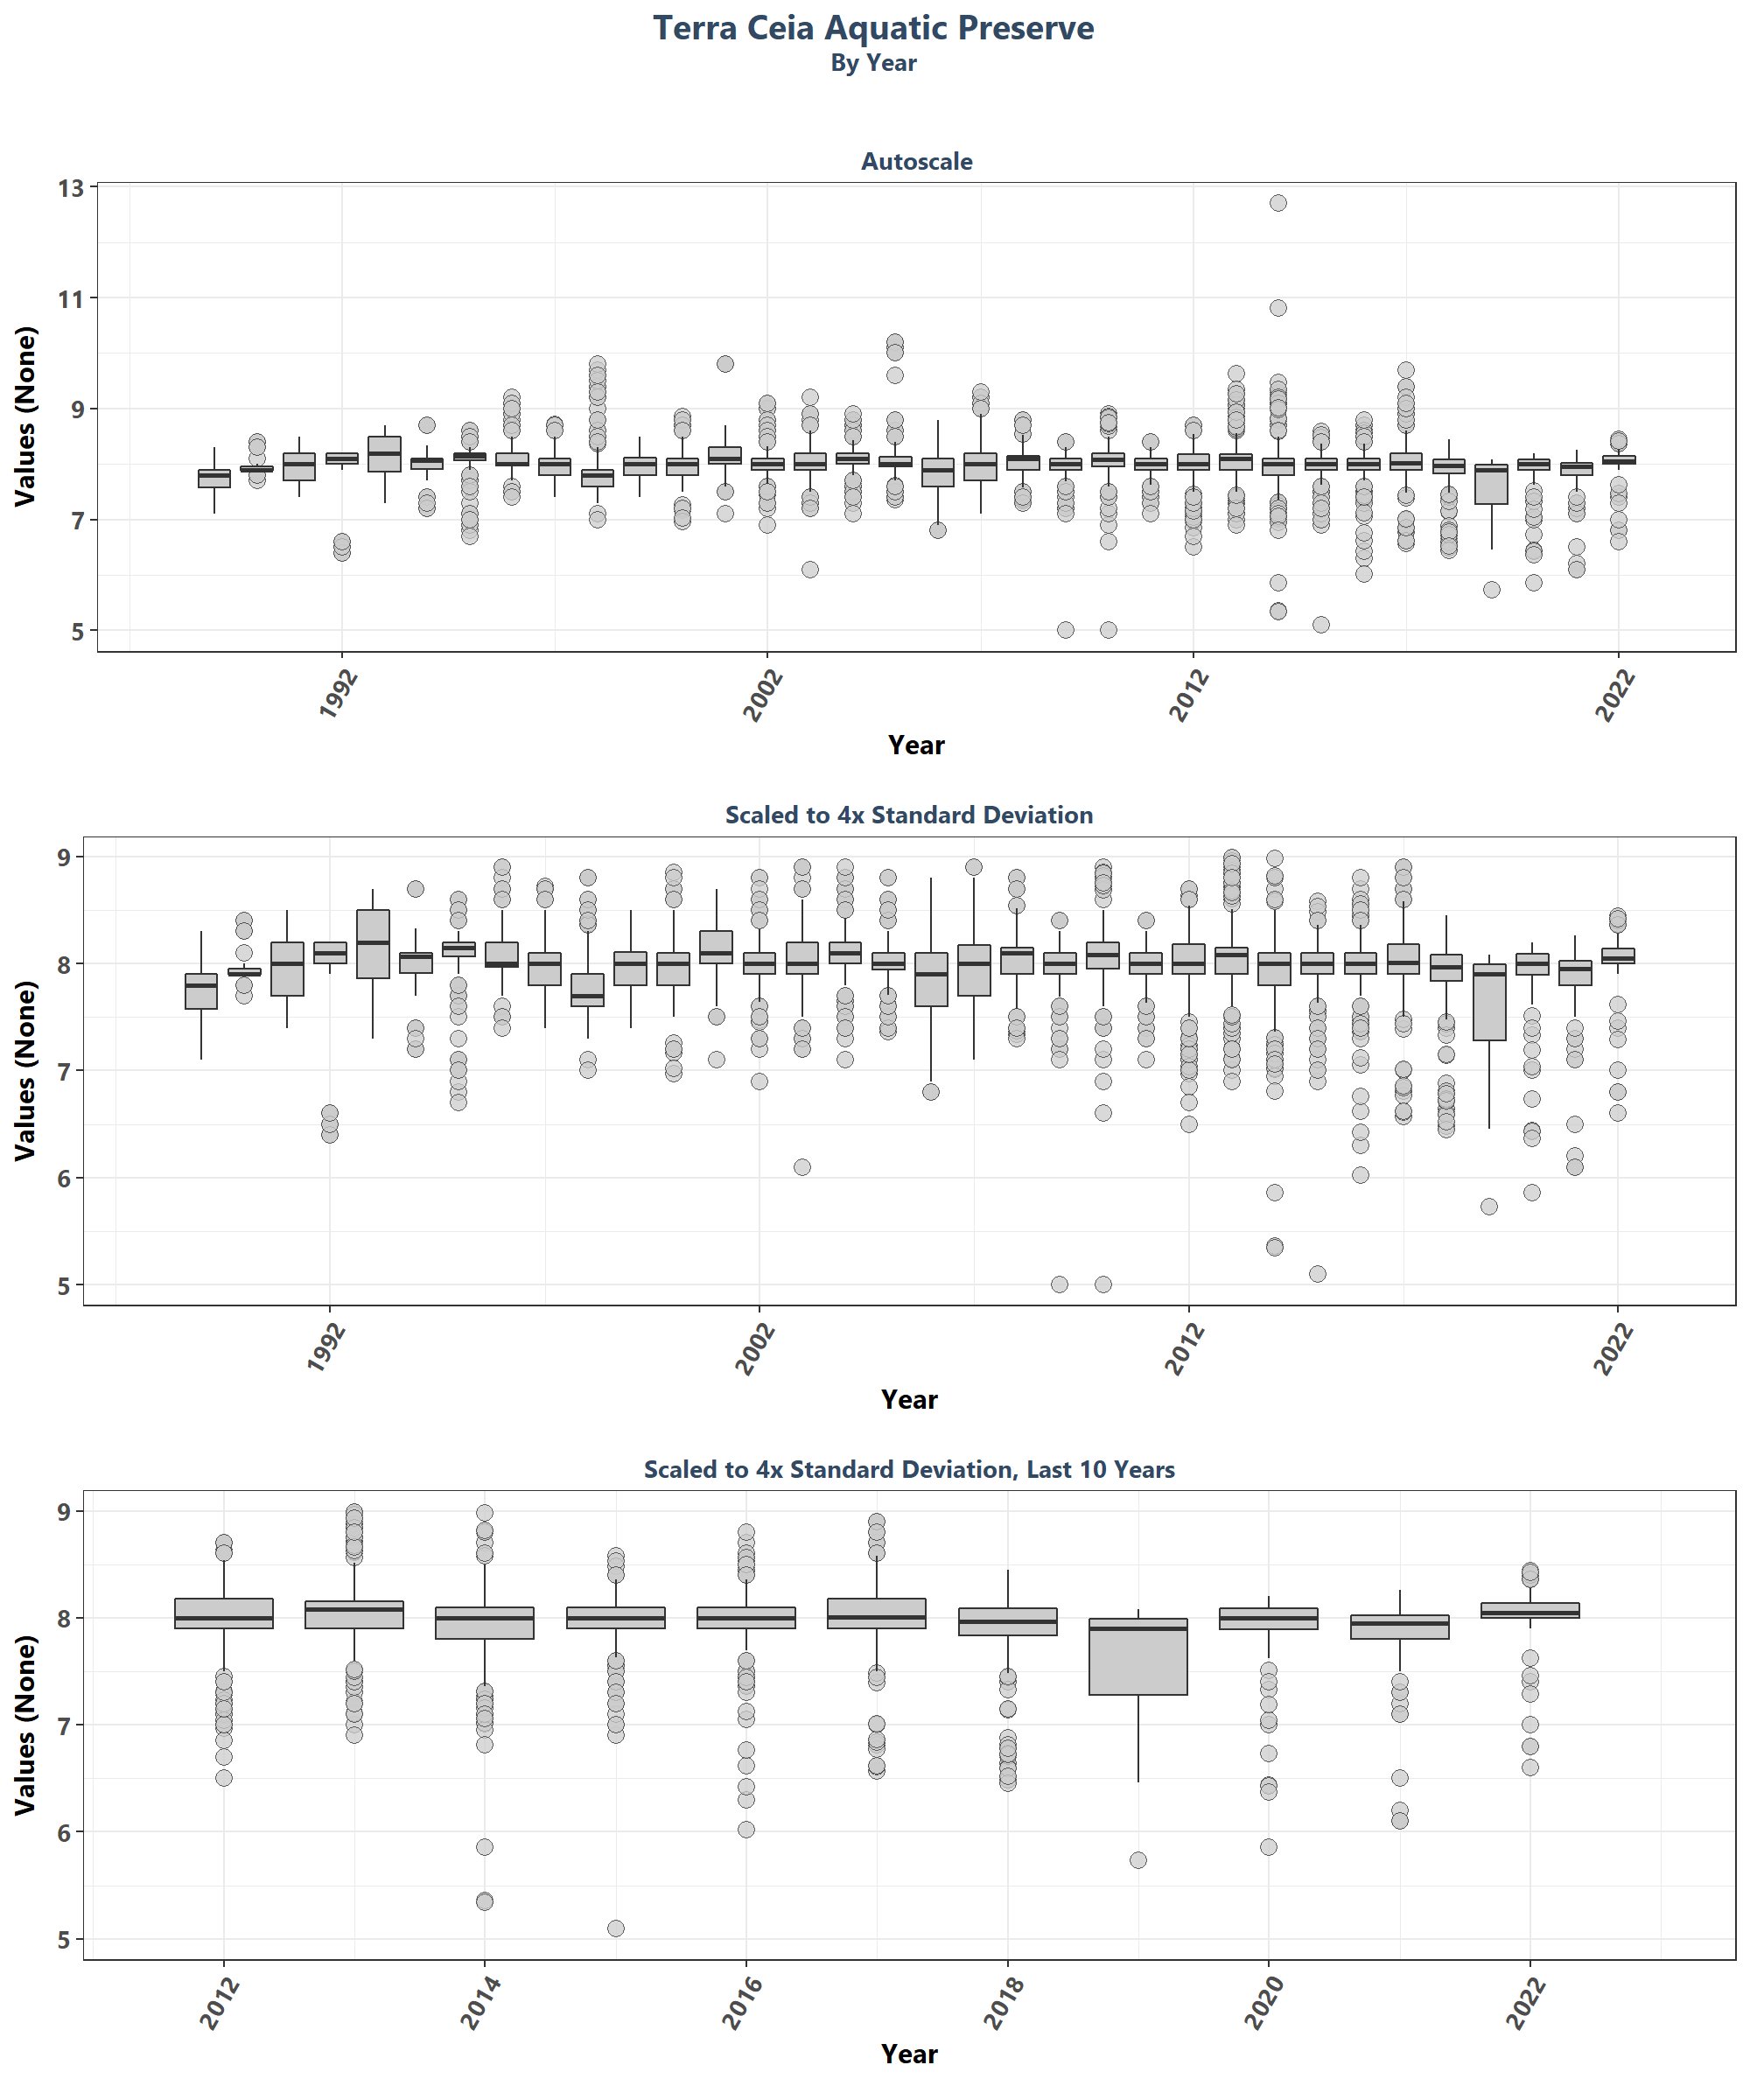 Terra Ceia Aquatic Preserve
By Year
Autoscale
Values (None)
13
11
9
7
5
1992
2002
2012
2022
Year
Scaled to 4x Standard Deviation
Values (None)
9
8
7
6
5
1992
2002
2012
2022
Year
Scaled to 4x Standard Deviation, Last 10 Years
Values (None)
9
8
7
6
5
2012
2014
2016
2018
2020
2022
Year